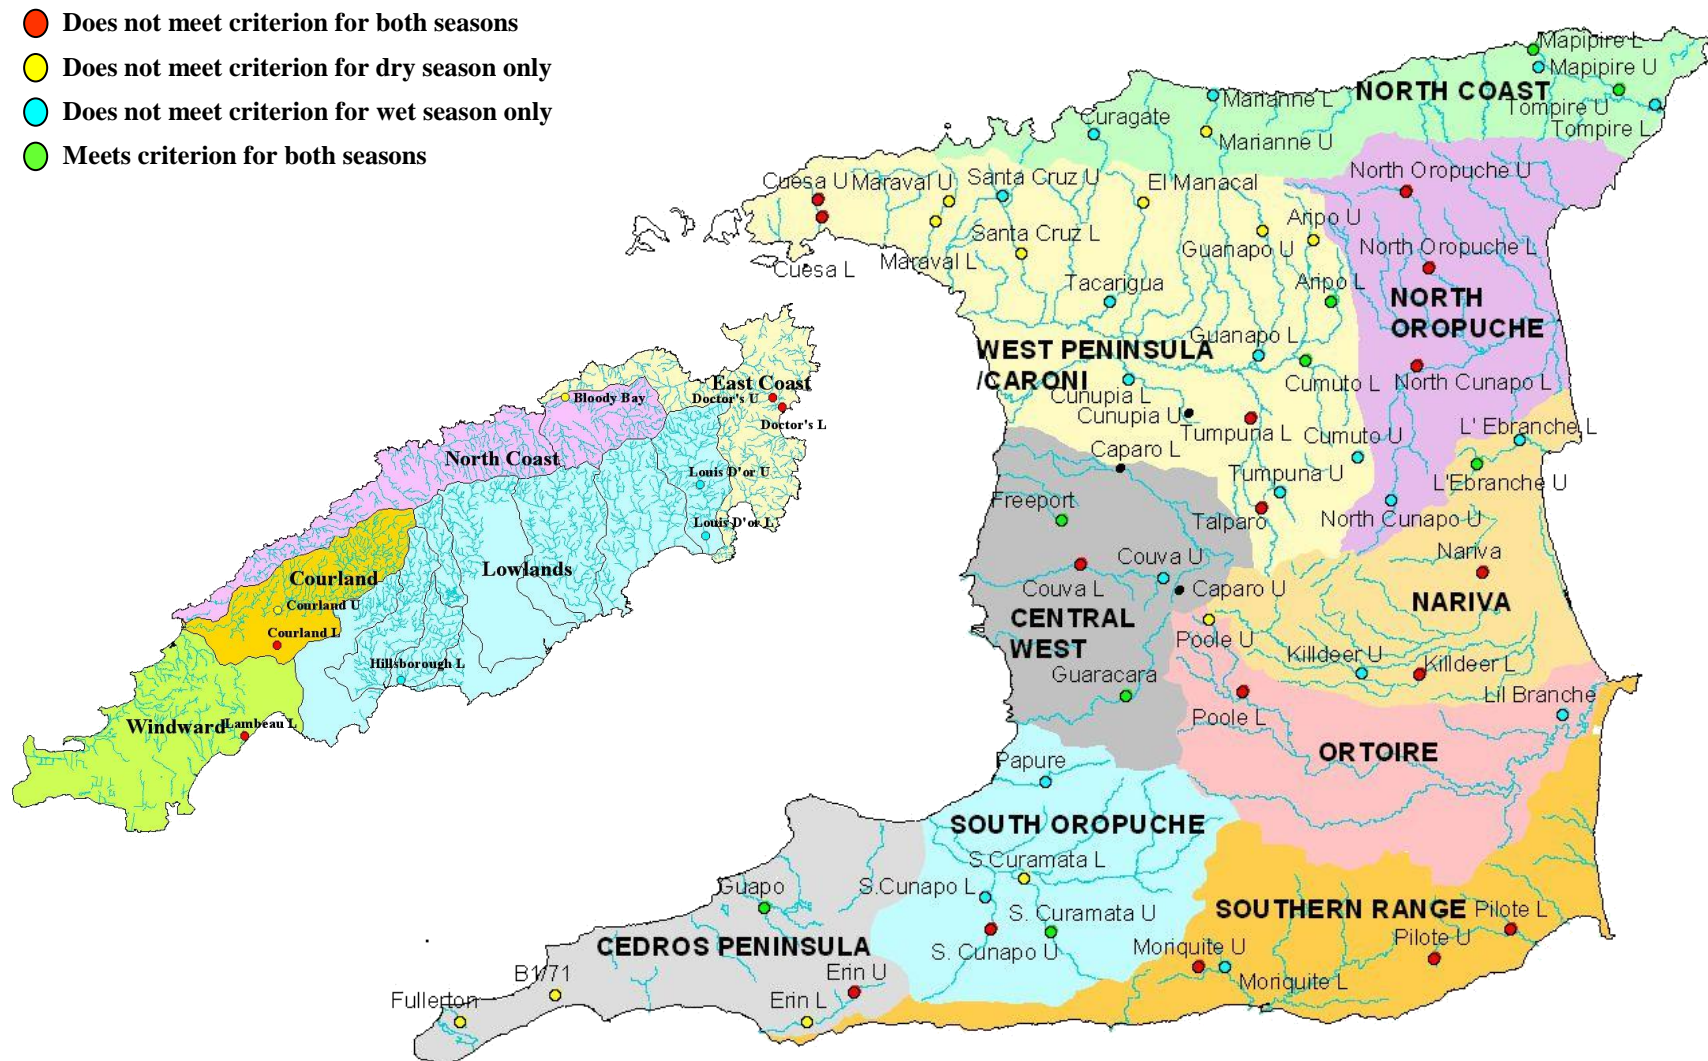 Does not meet criterion for both seasons
Does not meet criterion for dry season only
Does not meet criterion for wet season only
Meets criterion for both seasons
Mapipire L
Mapipire U
NORTH COAST
Tompire U
Tompire L
Marianne L
Curagate
Marianne U
North Oropuche U
Cuesa U
Maraval U
Santa Cruz U
El Manacal
Aripo U
Santa Cruz L
Guanapo U
North Oropuche L
Cuesa L
Maraval L
Tacarigua
Aripo L
NORTH
OROPUCHE
Guanapo L
WEST PENINSULA
/CARONI
Cumuto L
North Cunapo L
Cunupia L
Cunupia U
Tumpuna L
Cumuto U
L' Ebranche L
Caparo L
Tumpuna U
L'Ebranche U
Freeport
Talparo
North Cunapo U
Couva U
Nariva
Couva L
Caparo U
NARIVA
CENTRAL
WEST
Poole U
Killdeer U
Killdeer L
Guaracara
Lil Branche
Poole L
ORTOIRE
Papure
SOUTH OROPUCHE
S.Curamata L
Guapo
S.Cunapo L
S. Curamata U
SOUTHERN RANGE
Pilote L
Pilote U
CEDROS PENINSULA
S. Cunapo U
Moriquite U
Moriquite L
B1/71
Erin U
Fullerton
Erin L
East Coast
Bloody Bay
Doctor's U
Doctor's L
North Coast
Louis D'or U
Louis D'or L
Lowlands
Courland
Courland U
Courland L
Hillsborough L
Windward
Lambeau L